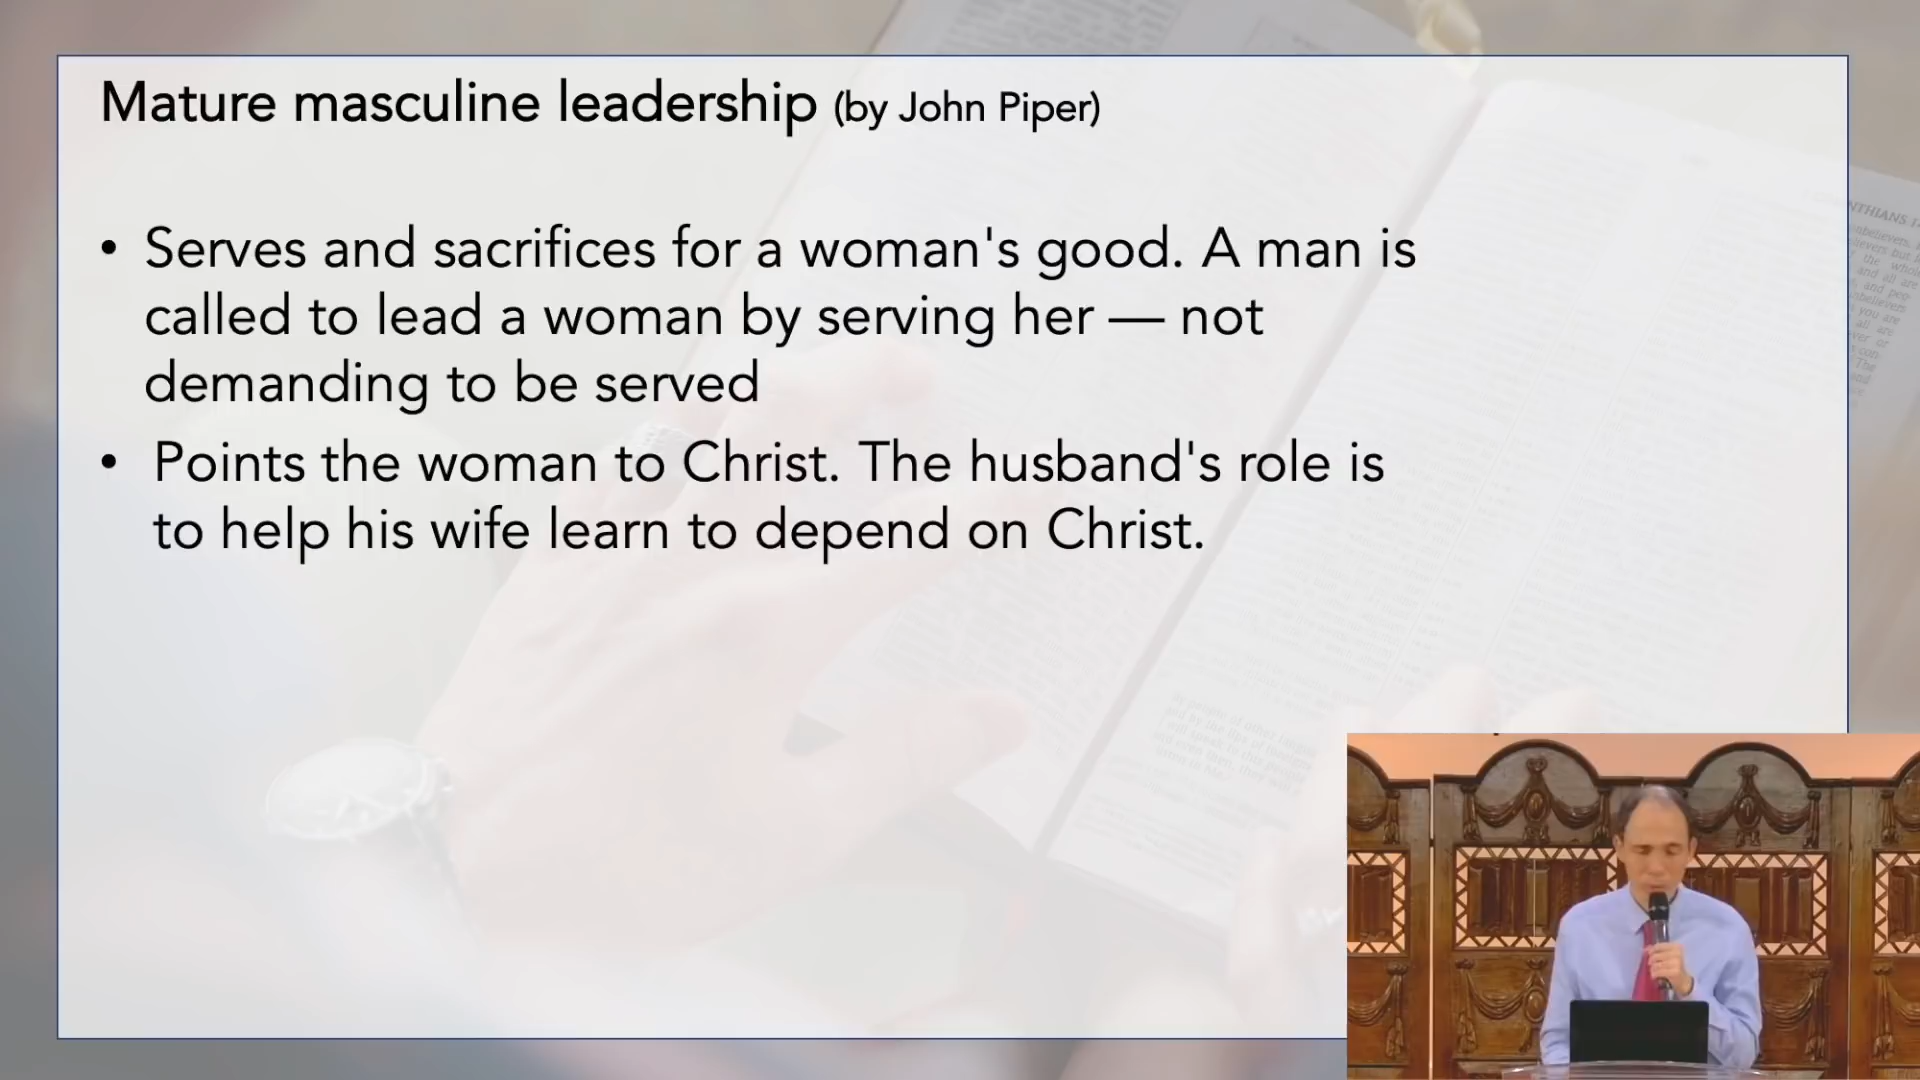 Mature masculine leadership (by John Piper)
• Serves and sacrifices for a woman's good. A man is
called to lead a woman by serving her — not
demanding to be served
• Points the woman to Christ. The husband's role is
to help his wife learn to depend on Christ.